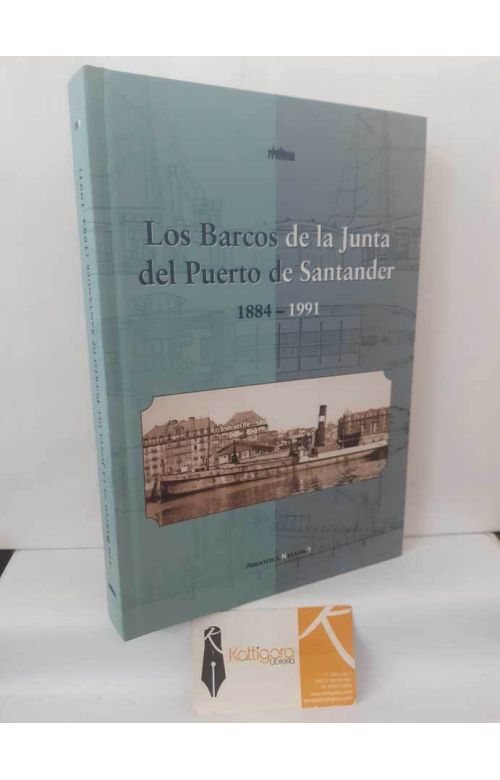 Los Barcos de la Junta
del Puerto de Santander
1884 – 1991
Los Barcos de la Junta del Puerto de Santander (1884-1991)
Kattigara
Librería